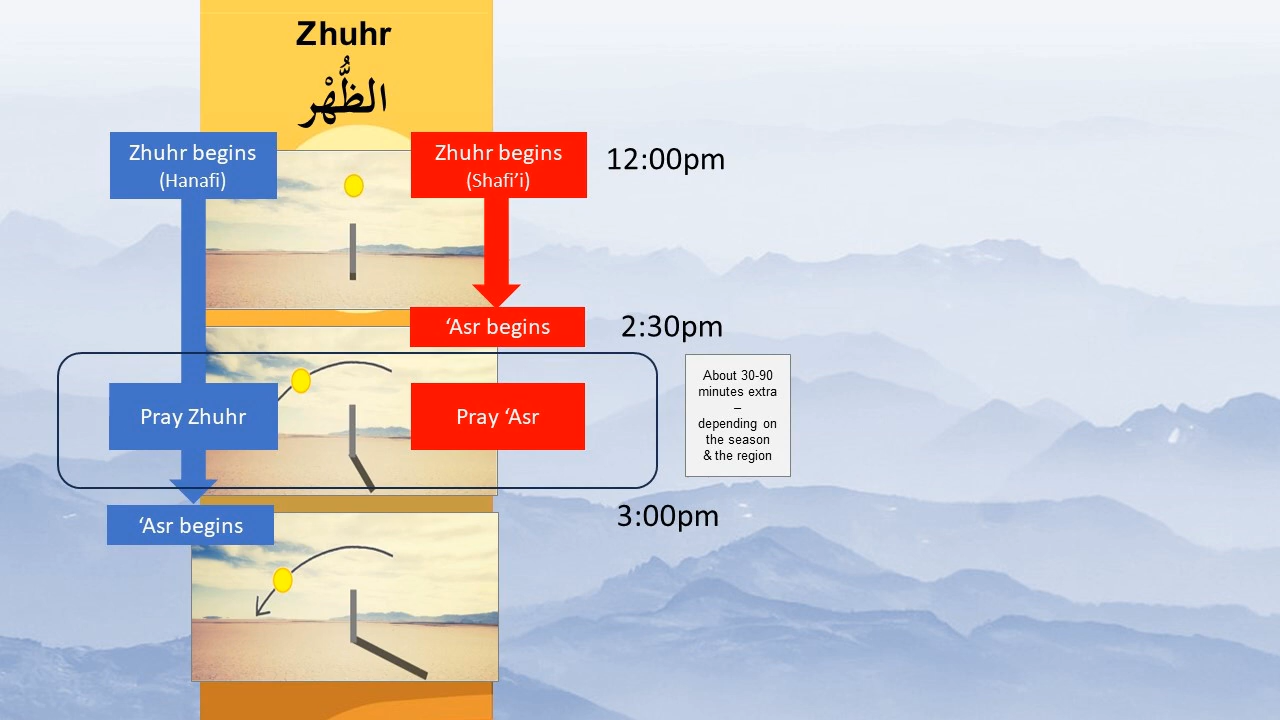 Zhuhr
الظُّهْر
Zhuhr begins
(Hanafi)
Zhuhr begins
(Shafi’i)
12:00pm
‘Asr begins
2:30pm
Pray Zhuhr
Pray ‘Asr
About 30-90
minutes extra
–
depending on
the season
& the region
‘Asr begins
3:00pm